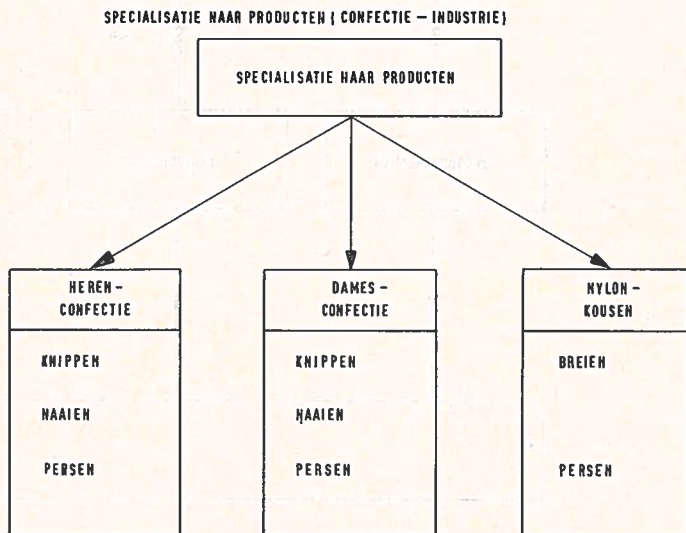 SPECIALISATIE NAAR PRODUCTEN ( CONFECTIE – INDUSTRIE)
SPECIALISATIE NAAR PRODUCTEN
HEREN-
CONFECTIE
KNIPPEN
NAAIEN
PERSEN
DAMES-
CONFECTIE
KNIPPEN
NAAIEN
PERSEN
NYLON-
KOUSEN
BREIEN
PERSEN